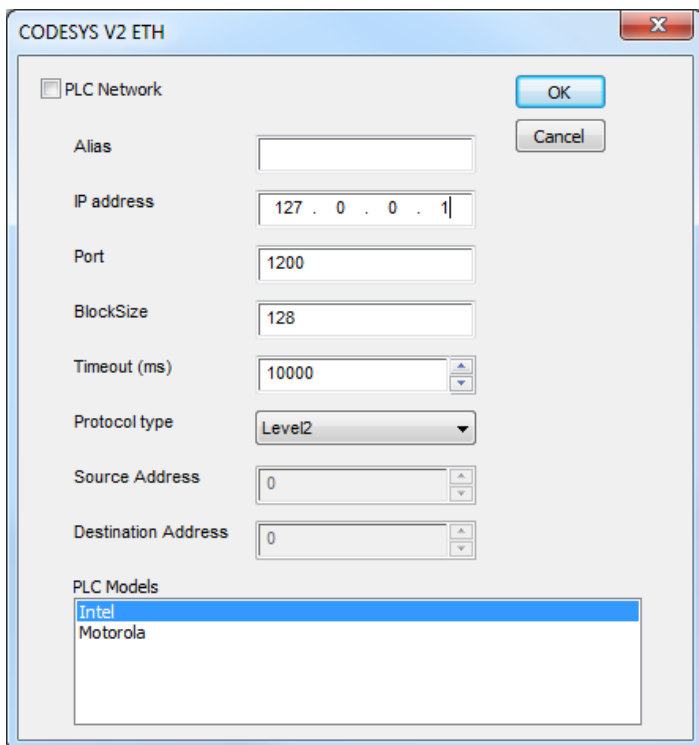 CODESYS V2 ETH
PLC Network
OK
Cancel
Alias
IP address 127 . 0 . 0 . 1
Port 1200
BlockSize 128
Timeout (ms) 10000
Protocol type Level2
Source Address 0
Destination Address 0
PLC Models
Intel
Motorola